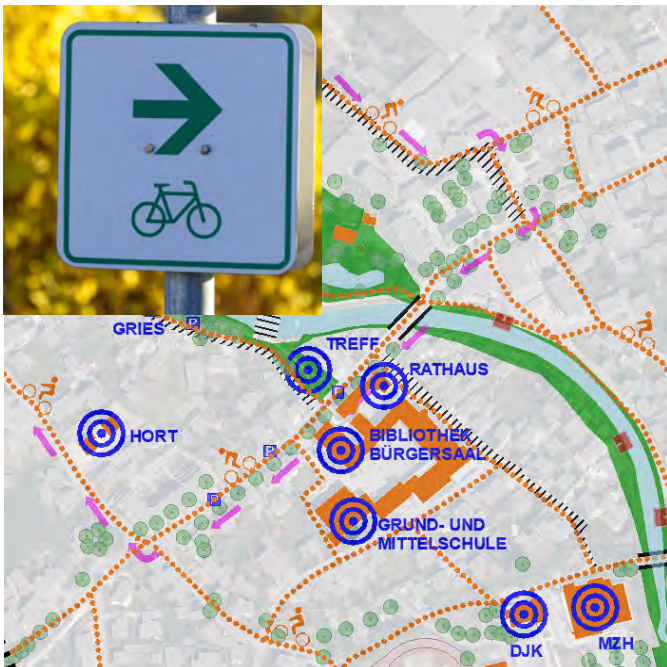 GRIES
P
TREFF
RATHAUS
P
HORT
BIBLIOTHEK
BÜRGERSAAL
P
P
GRUND- UND
MITTELSCHULE
DJK
MZH